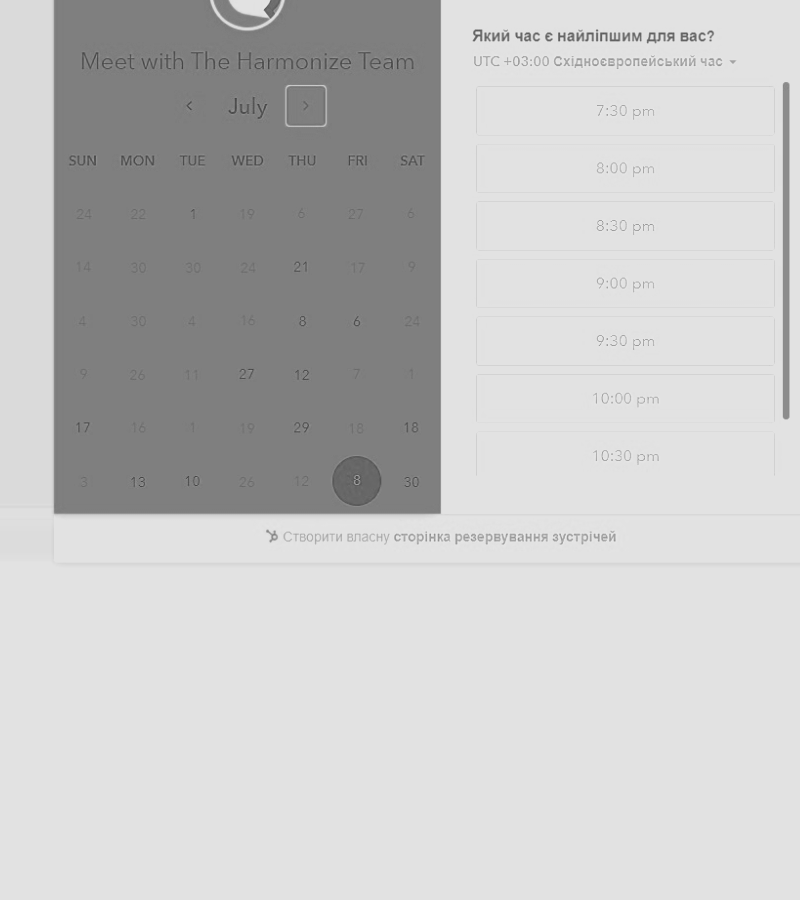 Meet with The Harmonize Team
July
SUN MON TUE WED THU FRI SAT
24 22 1 19 6 27 6
14 30 30 24 21 17 9
4 30 4 16 8 6 24
9 26 11 27 12 7 1
17 16 1 19 29 18 18
3 13 10 26 12 8 30
Який час є найліпшим для вас?
UTC +03:00 Східноєвропейський час
7:30 pm
8:00 pm
8:30 pm
9:00 pm
9:30 pm
10:00 pm
10:30 pm
Створити власну сторінка резервування зустрічей